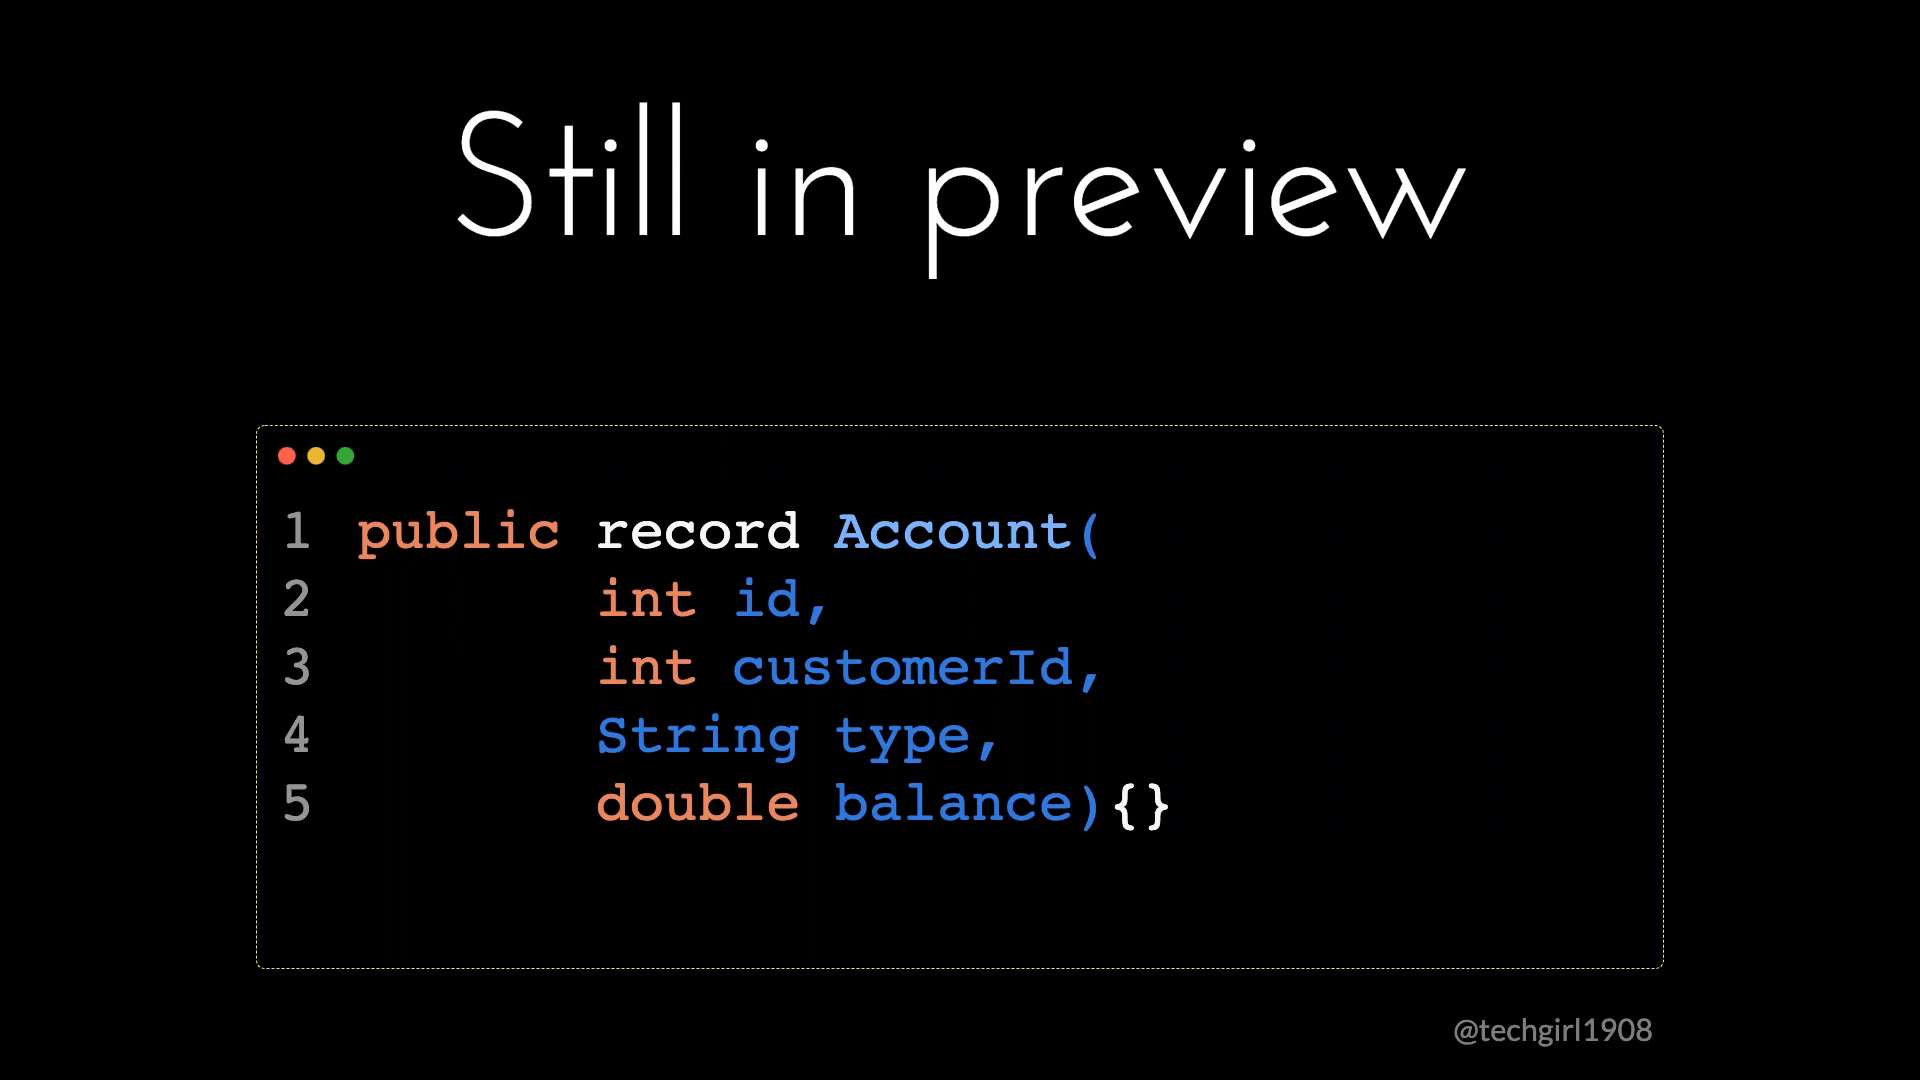 Still in preview
1 public record Account(
2 int id,
3 int customerId,
4 String type,
5 double balance){}
@techgirl1908